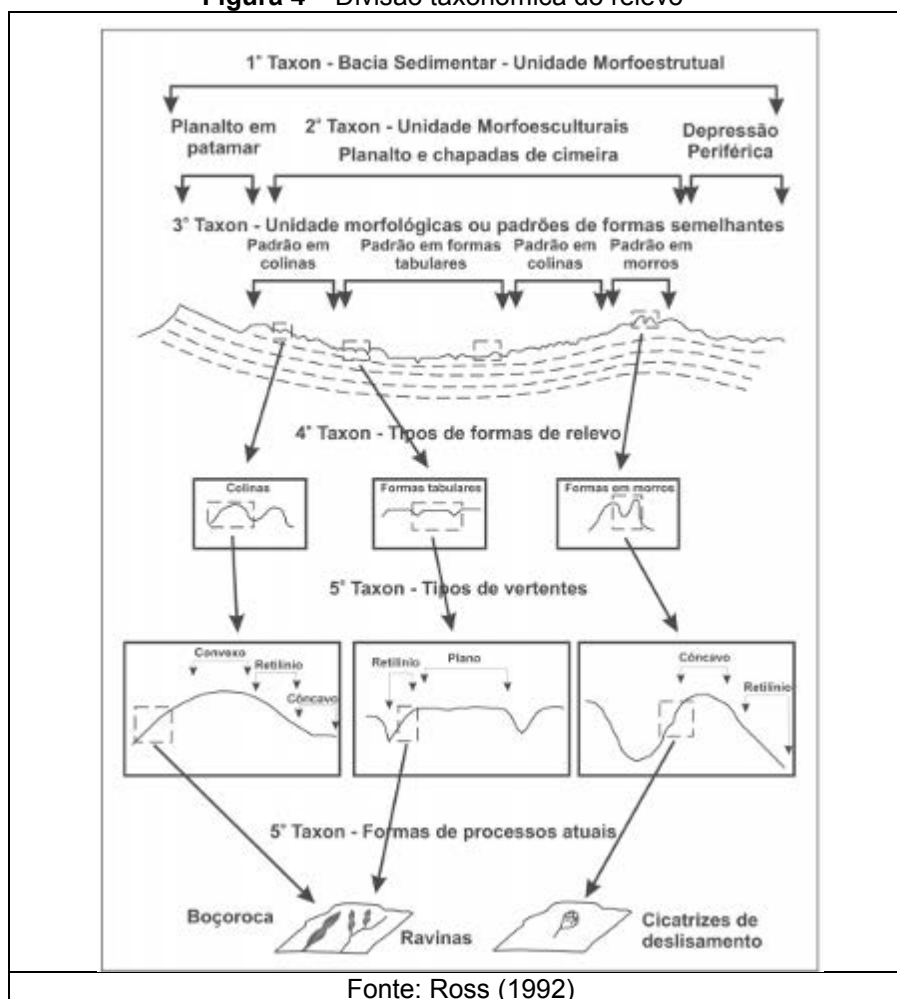 Figura 4 – Divisão taxonômica do relevo
1° Taxon - Bacia Sedimentar - Unidade Morfoestrutual
Planalto em patamar
2° Taxon - Unidade Morfoesculturais
Planalto e chapadas de cimeira
Depressão Periférica
3° Taxon - Unidade morfológicas ou padrões de formas semelhantes
Padrão em colinas
Padrão em formas tabulares
Padrão em colinas
Padrão em morros
4° Taxon - Tipos de formas de relevo
Colinas
Formas tabulares
Formas em morros
5° Taxon - Tipos de vertentes
Convexo
Retilínio
Côncavo
Retilínio
Plano
Côncavo
Retilínio
5° Taxon - Formas de processos atuais
Boçoroca
Ravinas
Cicatrizes de deslisamento
Fonte: Ross (1992)